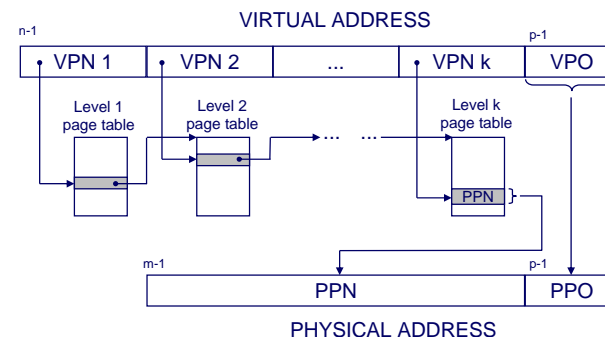 VIRTUAL ADDRESS
n-1 p-1
VPN 1 VPN 2 ... VPN k VPO
Level 1 Level 2 Level k
page table page table page table
... ...
PPN
m-1 p-1
PPN PPO
PHYSICAL ADDRESS